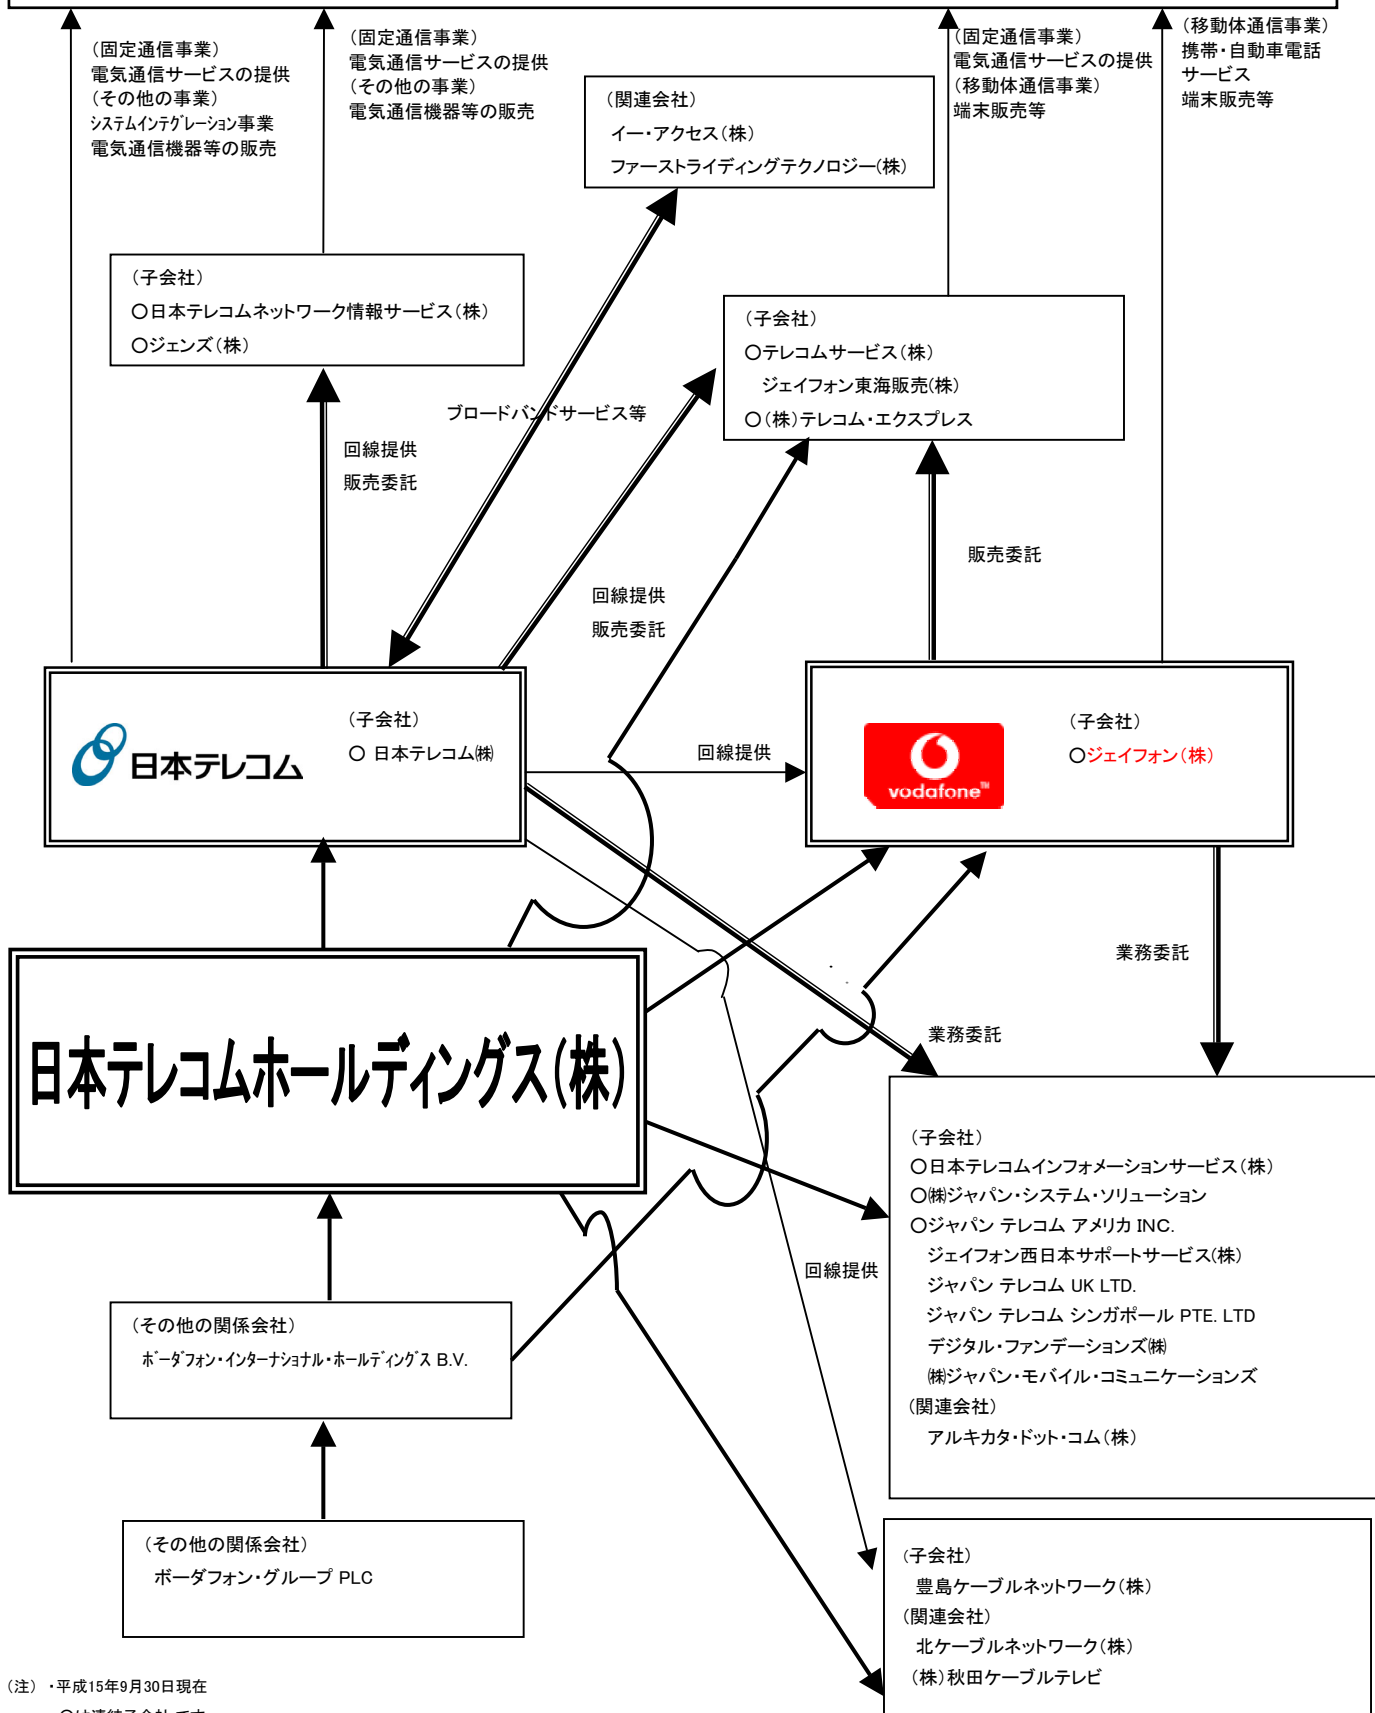 （固定通信事業）
電気通信サービスの提供
（その他の事業）
ｼｽﾃﾑｲﾝﾃｸﾞﾚｰｼｮﾝ事業
電気通信機器等の販売
（固定通信事業）
電気通信サービスの提供
（その他の事業）
電気通信機器等の販売
（固定通信事業）
電気通信サービスの提供
（移動体通信事業）
端末販売等
（移動体通信事業）
携帯・自動車電話
サービス
端末販売等
（関連会社）
イー・アクセス（株）
ファーストライディングテクノロジー(株）
（子会社）
○日本テレコムネットワーク情報サービス（株）
○ジェンズ（株）
（子会社）
○テレコムサービス（株）
ジェイフォン東海販売(株）
○（株）テレコム・エクスプレス
ブロードバンドサービス等
回線提供
販売委託
販売委託
回線提供
販売委託
日本テレコム
（子会社）
○ 日本テレコム㈱
回線提供
vodafone™
（子会社）
○ジェイフォン（株）
業務委託
業務委託
日本テレコムホールディングス（株）
（子会社）
○日本テレコムインフォメーションサービス（株）
○㈱ジャパン・システム・ソリューション
○ジャパン テレコム アメリカ INC.
ジェイフォン西日本サポートサービス(株）
ジャパン テレコム UK LTD.
ジャパン テレコム シンガポール PTE. LTD
デジタル・ファンデーションズ㈱
㈱ジャパン・モバイル・コミュニケーションズ
（関連会社）
アルキカタ・ドット・コム（株）
回線提供
（その他の関係会社）
ﾎﾞｰﾀﾞﾌｫﾝ・ｲﾝﾀｰﾅｼｮﾅﾙ・ﾎｰﾙﾃﾞｨﾝｸﾞｽ B.V.
（その他の関係会社）
ボーダフォン・グループ PLC
（子会社）
豊島ケーブルネットワーク（株）
（関連会社）
北ケーブルネットワーク（株）
（株）秋田ケーブルテレビ
（注） ・平成15年9月30日現在